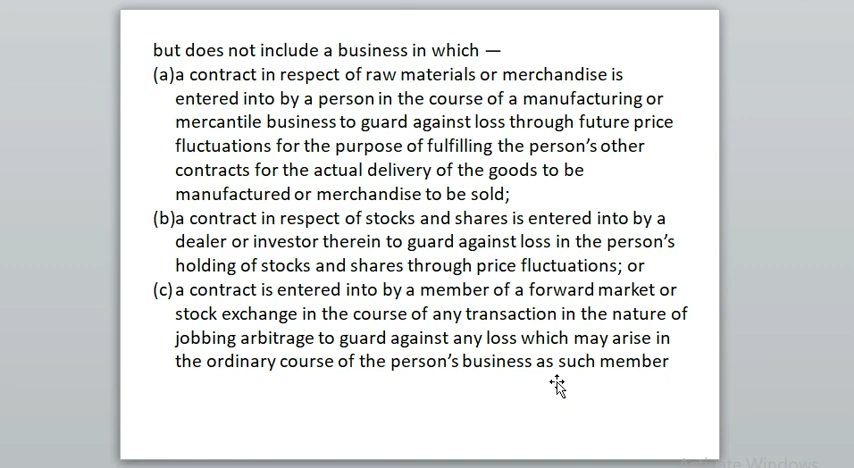 but does not include a business in which —
(a)a contract in respect of raw materials or merchandise is
entered into by a person in the course of a manufacturing or
mercantile business to guard against loss through future price
fluctuations for the purpose of fulfilling the person's other
contracts for the actual delivery of the goods to be
manufactured or merchandise to be sold;
(b)a contract in respect of stocks and shares is entered into by a
dealer or investor therein to guard against loss in the person's
holding of stocks and shares through price fluctuations; or
(c)a contract is entered into by a member of a forward market or
stock exchange in the course of any transaction in the nature of
jobbing arbitrage to guard against any loss which may arise in
the ordinary course of the person's business as such member
Windows